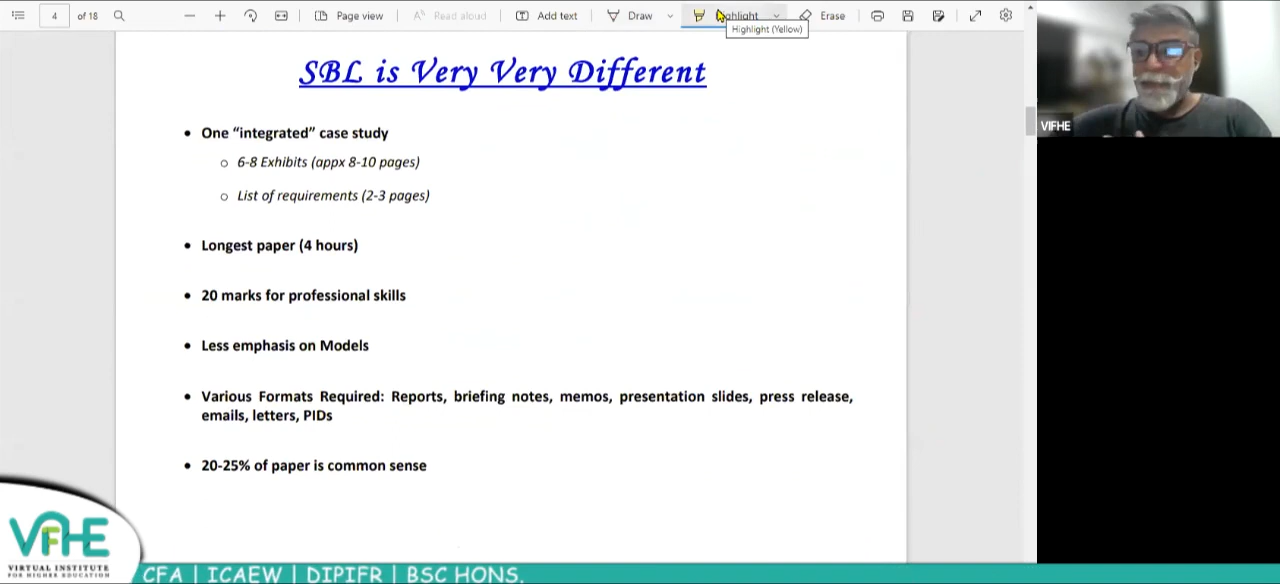 4 of 18 Page view Read aloud Add text Draw Highlight Erase
Highlight (Yellow)
SBL is Very Very Different
VIFHE
• One “integrated” case study
o 6-8 Exhibits (appx 8-10 pages)
o List of requirements (2-3 pages)
• Longest paper (4 hours)
• 20 marks for professional skills
• Less emphasis on Models
• Various Formats Required: Reports, briefing notes, memos, presentation slides, press release,
emails, letters, PIDs
• 20-25% of paper is common sense
VIFHE
VIRTUAL INSTITUTE
FOR HIGHER EDUCATION
CFA | ICAEW | DIPIFR | BSC HONS.